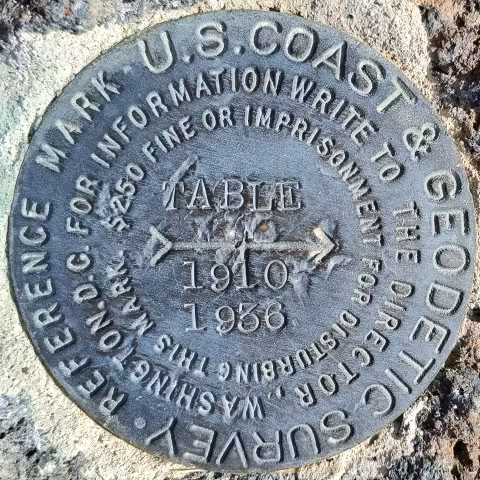 U.S. COAST & GEODETIC SURVEY
REFERENCE MARK
FOR INFORMATION WRITE TO THE DIRECTOR, WASHINGTON, D.C.
$250 FINE OR IMPRISONMENT FOR DISTURBING THIS MARK.
TABLE
1910
1936